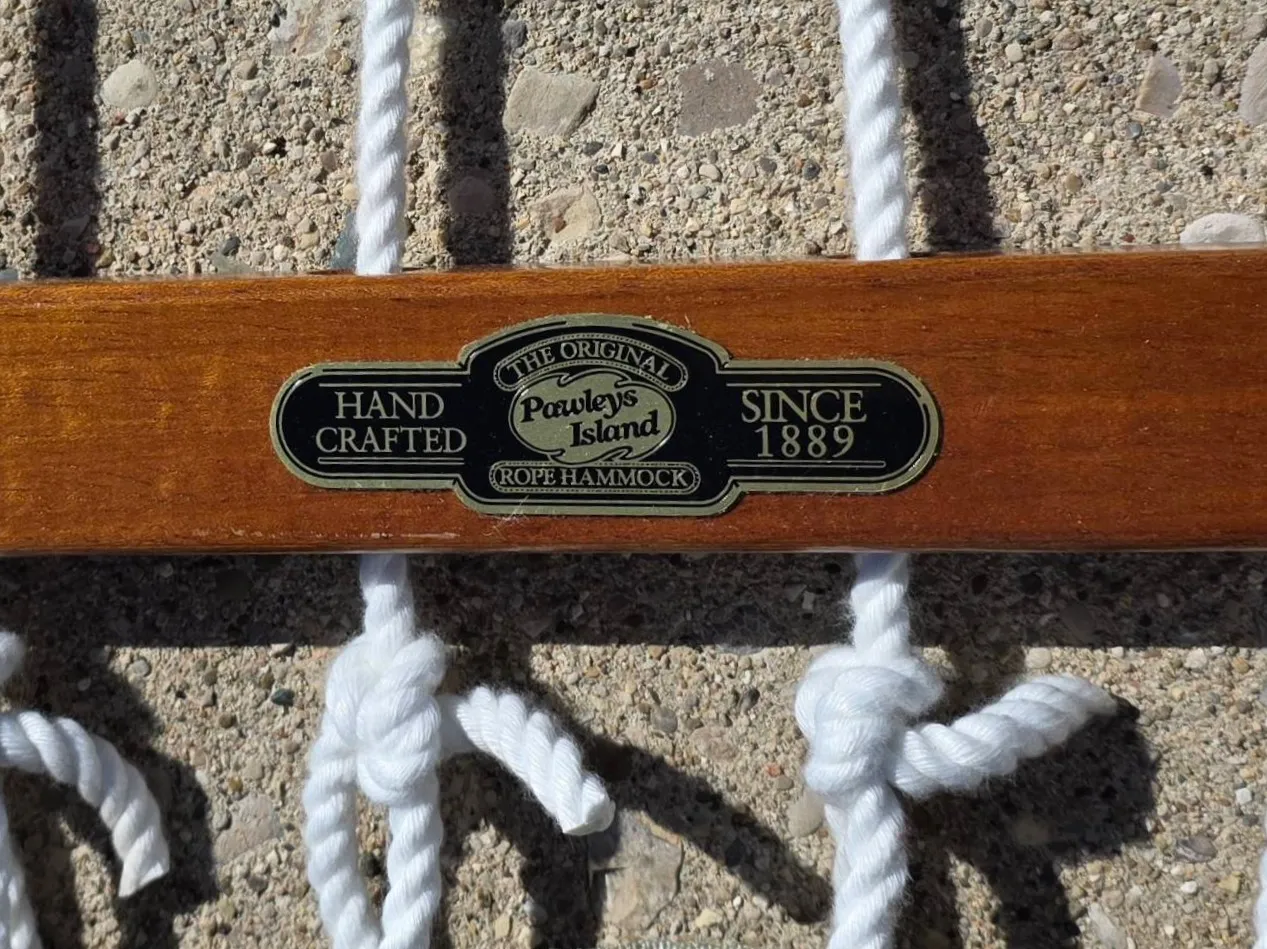 HAND
CRAFTED
THE ORIGINAL
Pawleys
Island
ROPE HAMMOCK
SINCE
1889